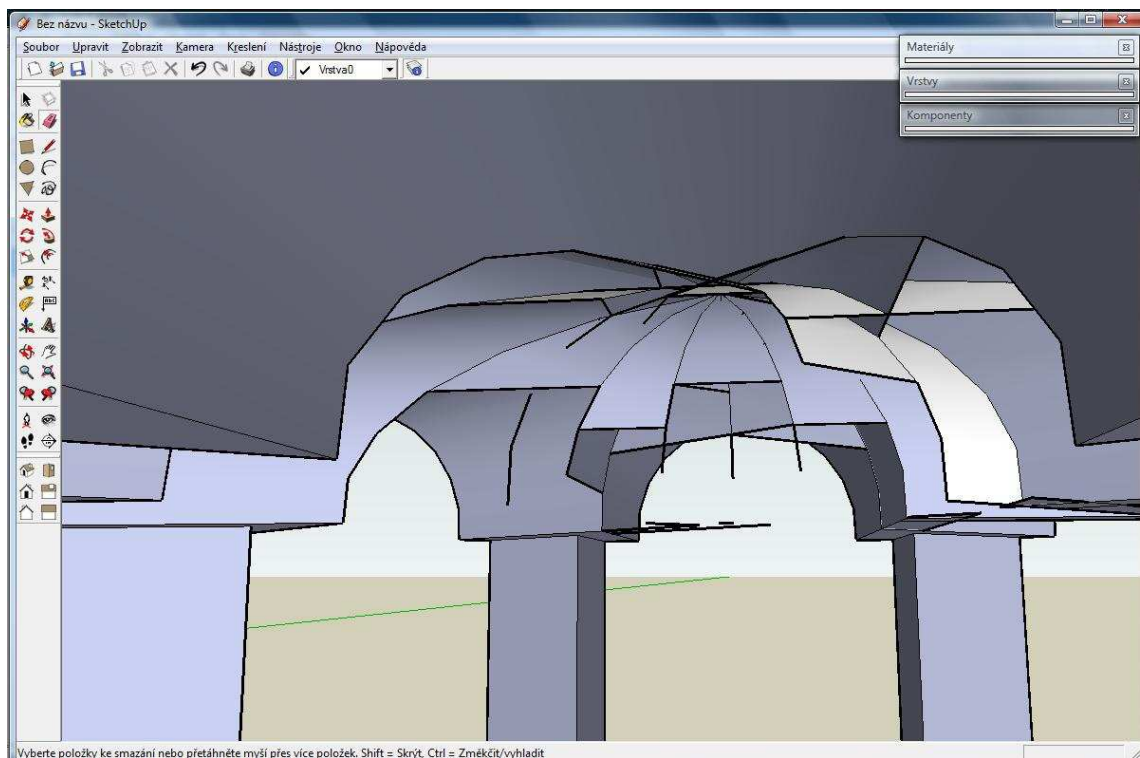 Bez názvu - SketchUp
Soubor Upravit Zobrazit Kamera Kreslení Nástroje Okno Nápověda
Vrstva0
Materiály
Vrstvy
Komponenty
Vyberte položky ke smazání nebo přetáhněte myší přes více položek. Shift = Skrýt, Ctrl = Změkčit/vyhladit